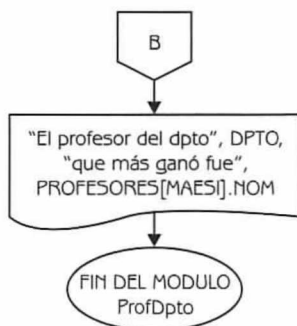 B
“El profesor del dpto”, DPTO,
“que más ganó fue”,
PROFESORES[MAESI].NOM
FIN DEL MODULO
ProfDpto